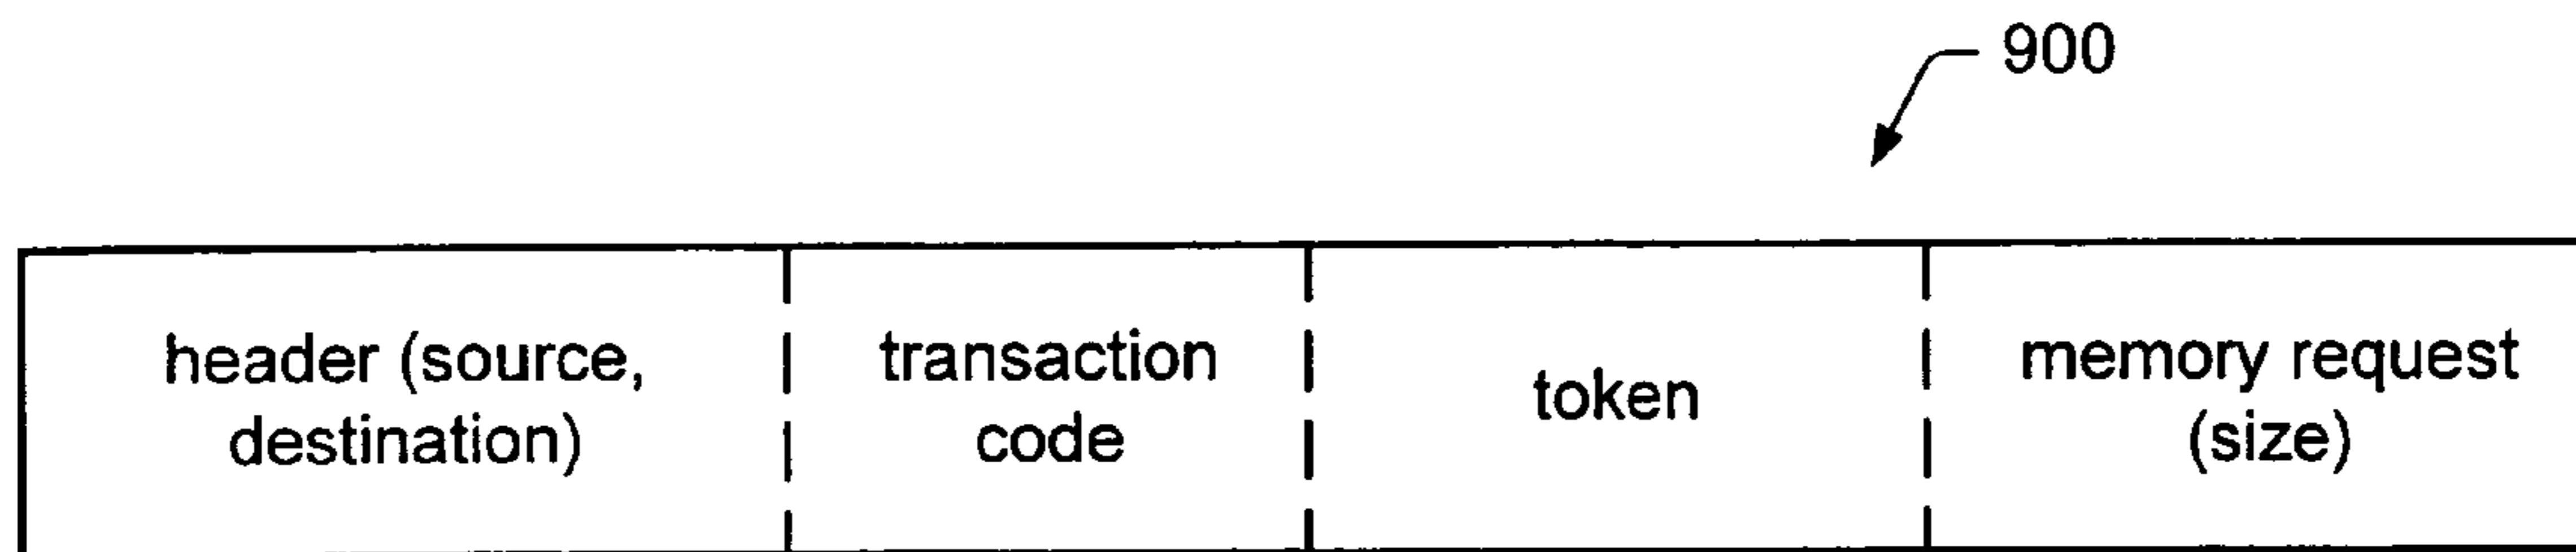 900
header (source,
destination)
transaction
code
token
memory request
(size)